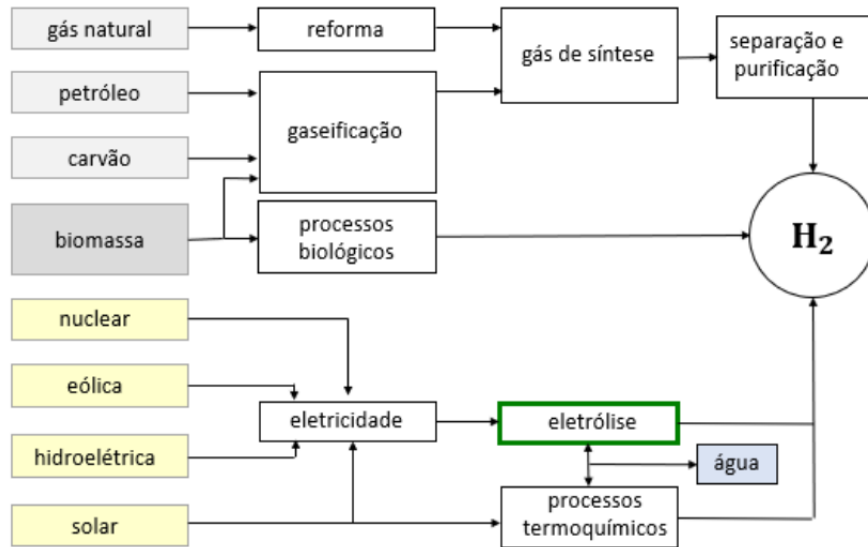 gás natural
reforma
gás de síntese
separação e
purificação
petróleo
gaseificação
carvão
biomassa
processos
biológicos
H₂
nuclear
eólica
eletricidade
eletrólise
hidroelétrica
água
solar
processos
termoquímicos